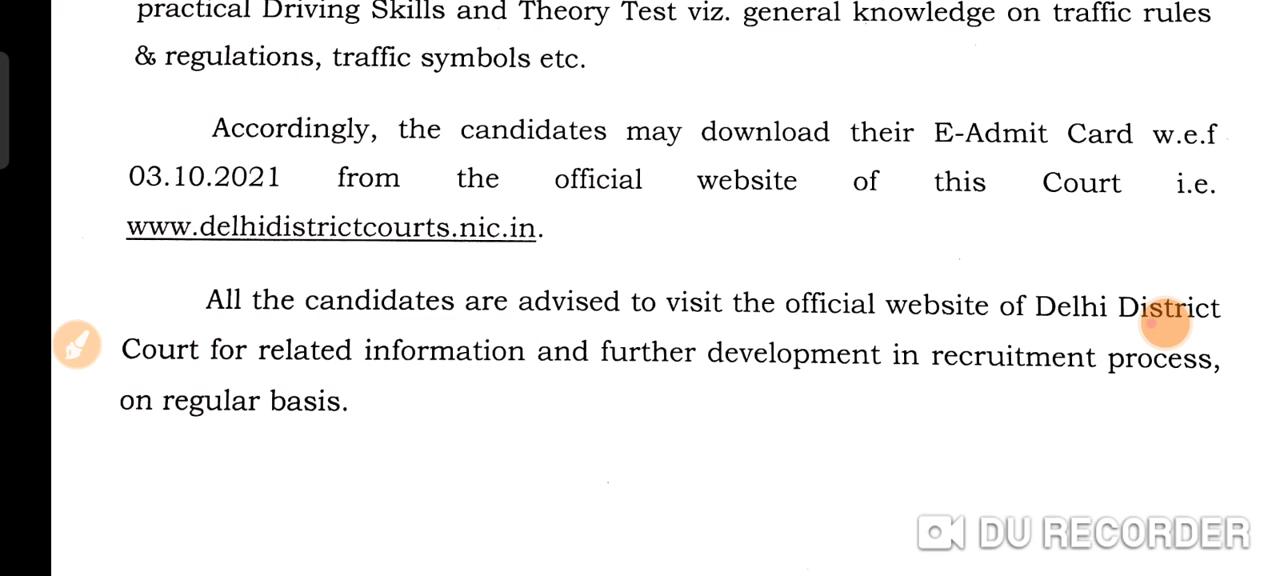 practical Driving Skills and Theory Test viz. general knowledge on traffic rules
& regulations, traffic symbols etc.
Accordingly, the candidates may download their E-Admit Card w.e.f
03.10.2021 from the official website of this Court i.e.
www.delhidistrictcourts.nic.in.
All the candidates are advised to visit the official website of Delhi District
Court for related information and further development in recruitment process,
on regular basis.
DU RECORDER